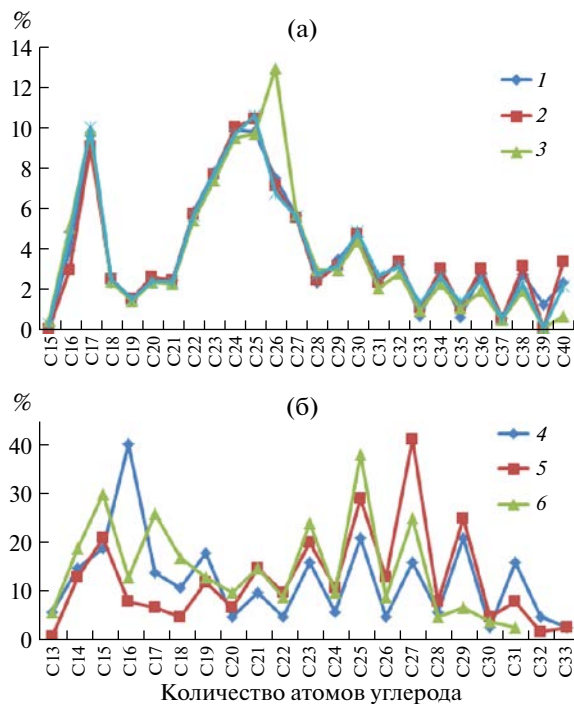 %
(а)
14
12
10
8
6
4
2
0
1
2
3
C15
C16
C17
C18
C19
C20
C21
C22
C23
C24
C25
C26
C27
C28
C29
C30
C31
C32
C33
C34
C35
C36
C37
C38
C39
C40
%
(б)
40
30
20
10
0
4
5
6
C13
C14
C15
C16
C17
C18
C19
C20
C21
C22
C23
C24
C25
C26
C27
C28
C29
C30
C31
C32
C33
Количество атомов углерода